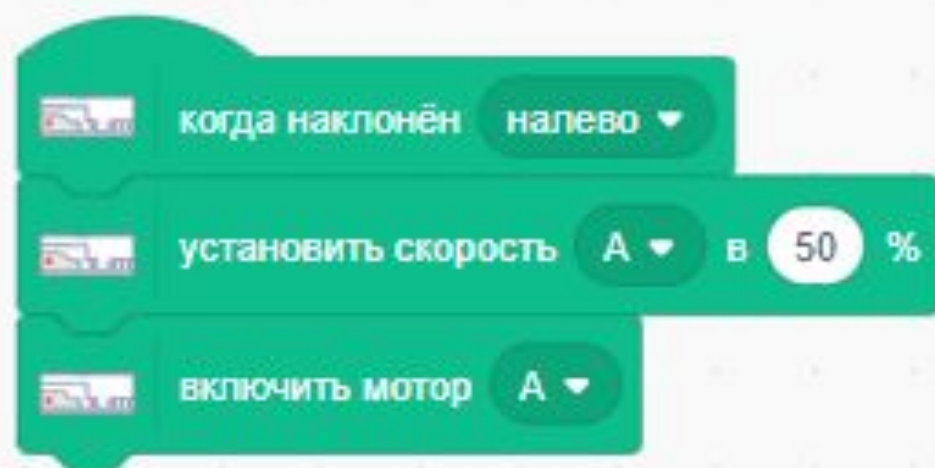 когда наклонён налево
установить скорость А в 50 %
включить мотор А